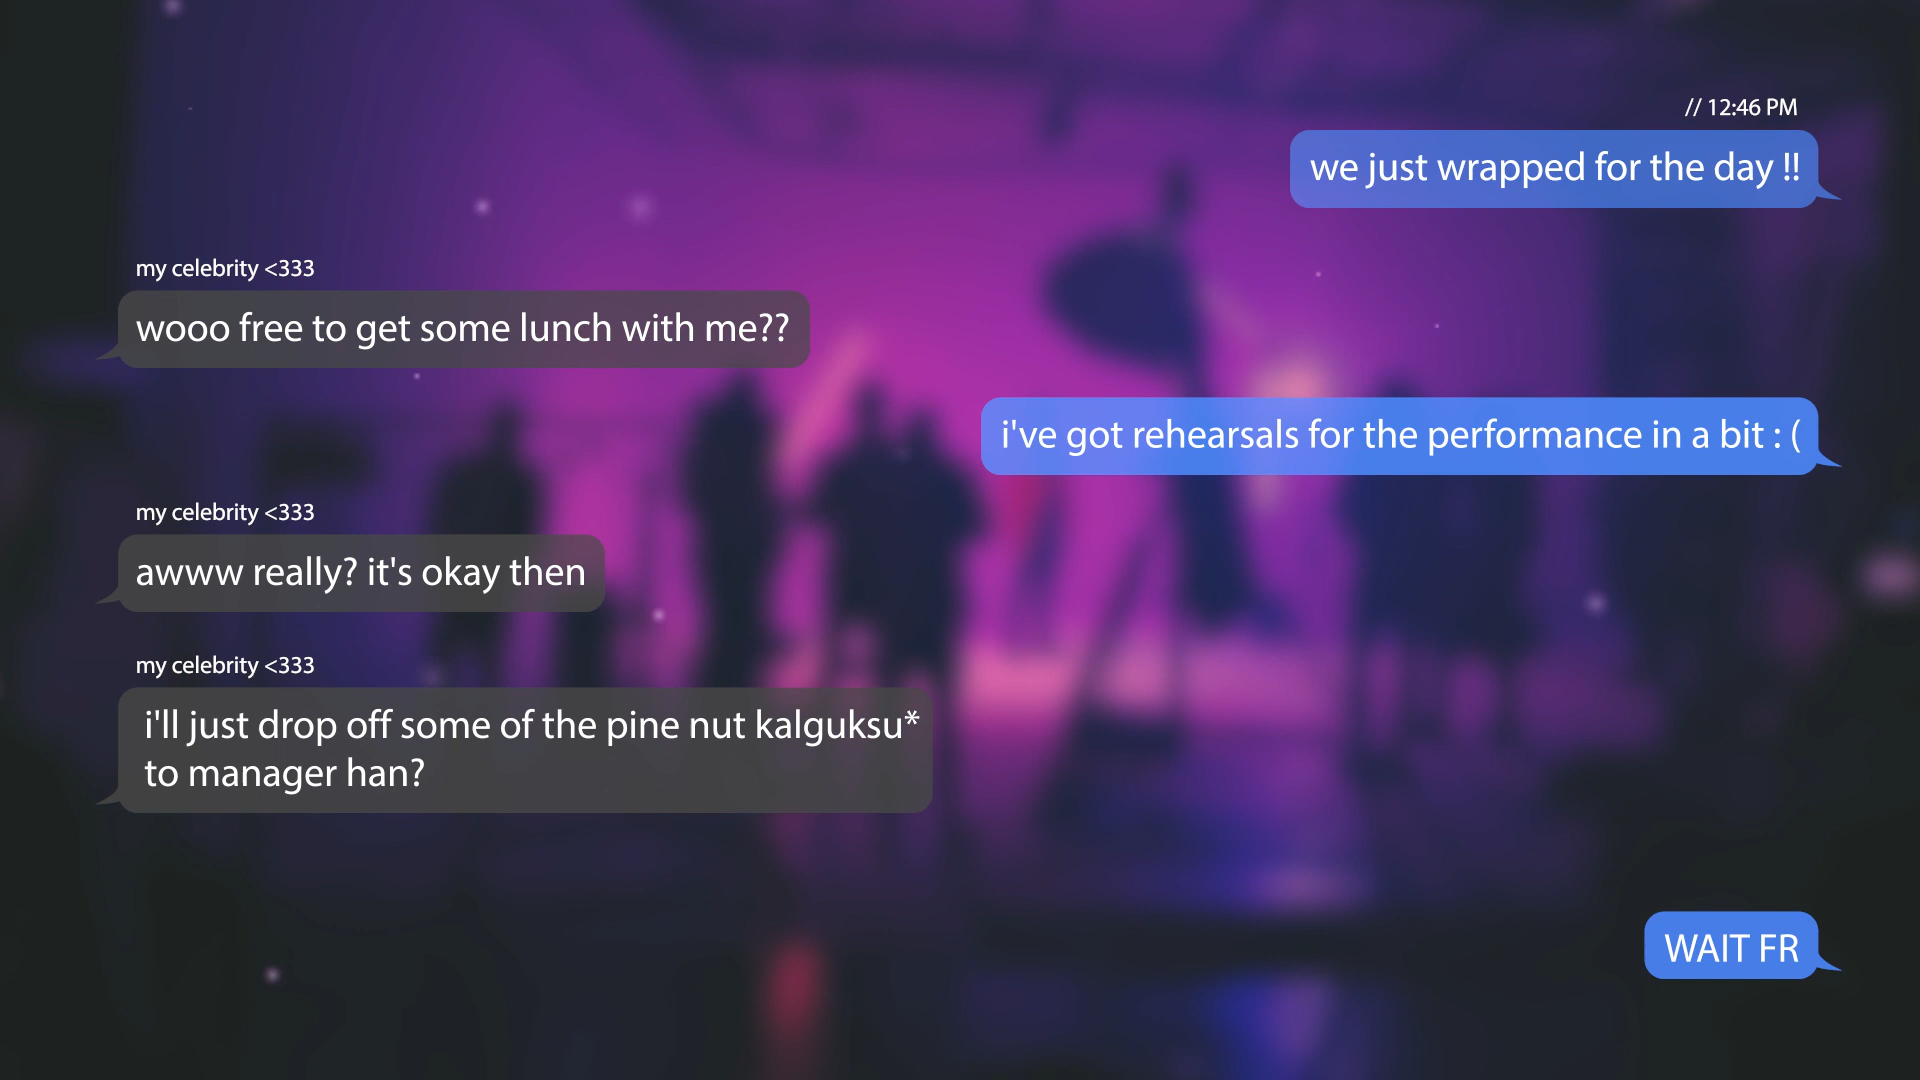 // 12:46 PM
we just wrapped for the day !!
my celebrity <333
wooo free to get some lunch with me??
i've got rehearsals for the performance in a bit : (
my celebrity <333
awww really? it's okay then
my celebrity <333
i'll just drop off some of the pine nut kalguksu*
to manager han?
WAIT FR